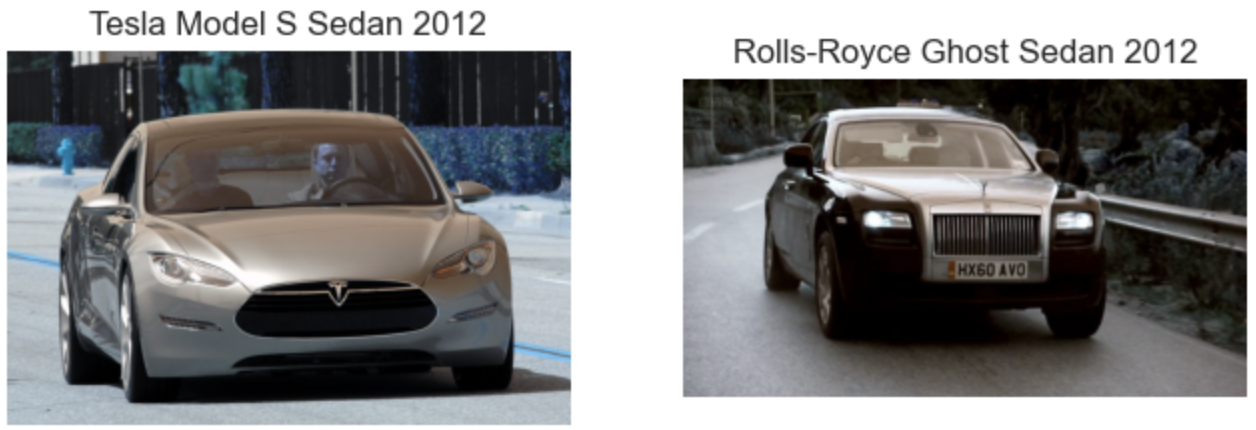 Tesla Model S Sedan 2012
Rolls-Royce Ghost Sedan 2012
HX60 AVO